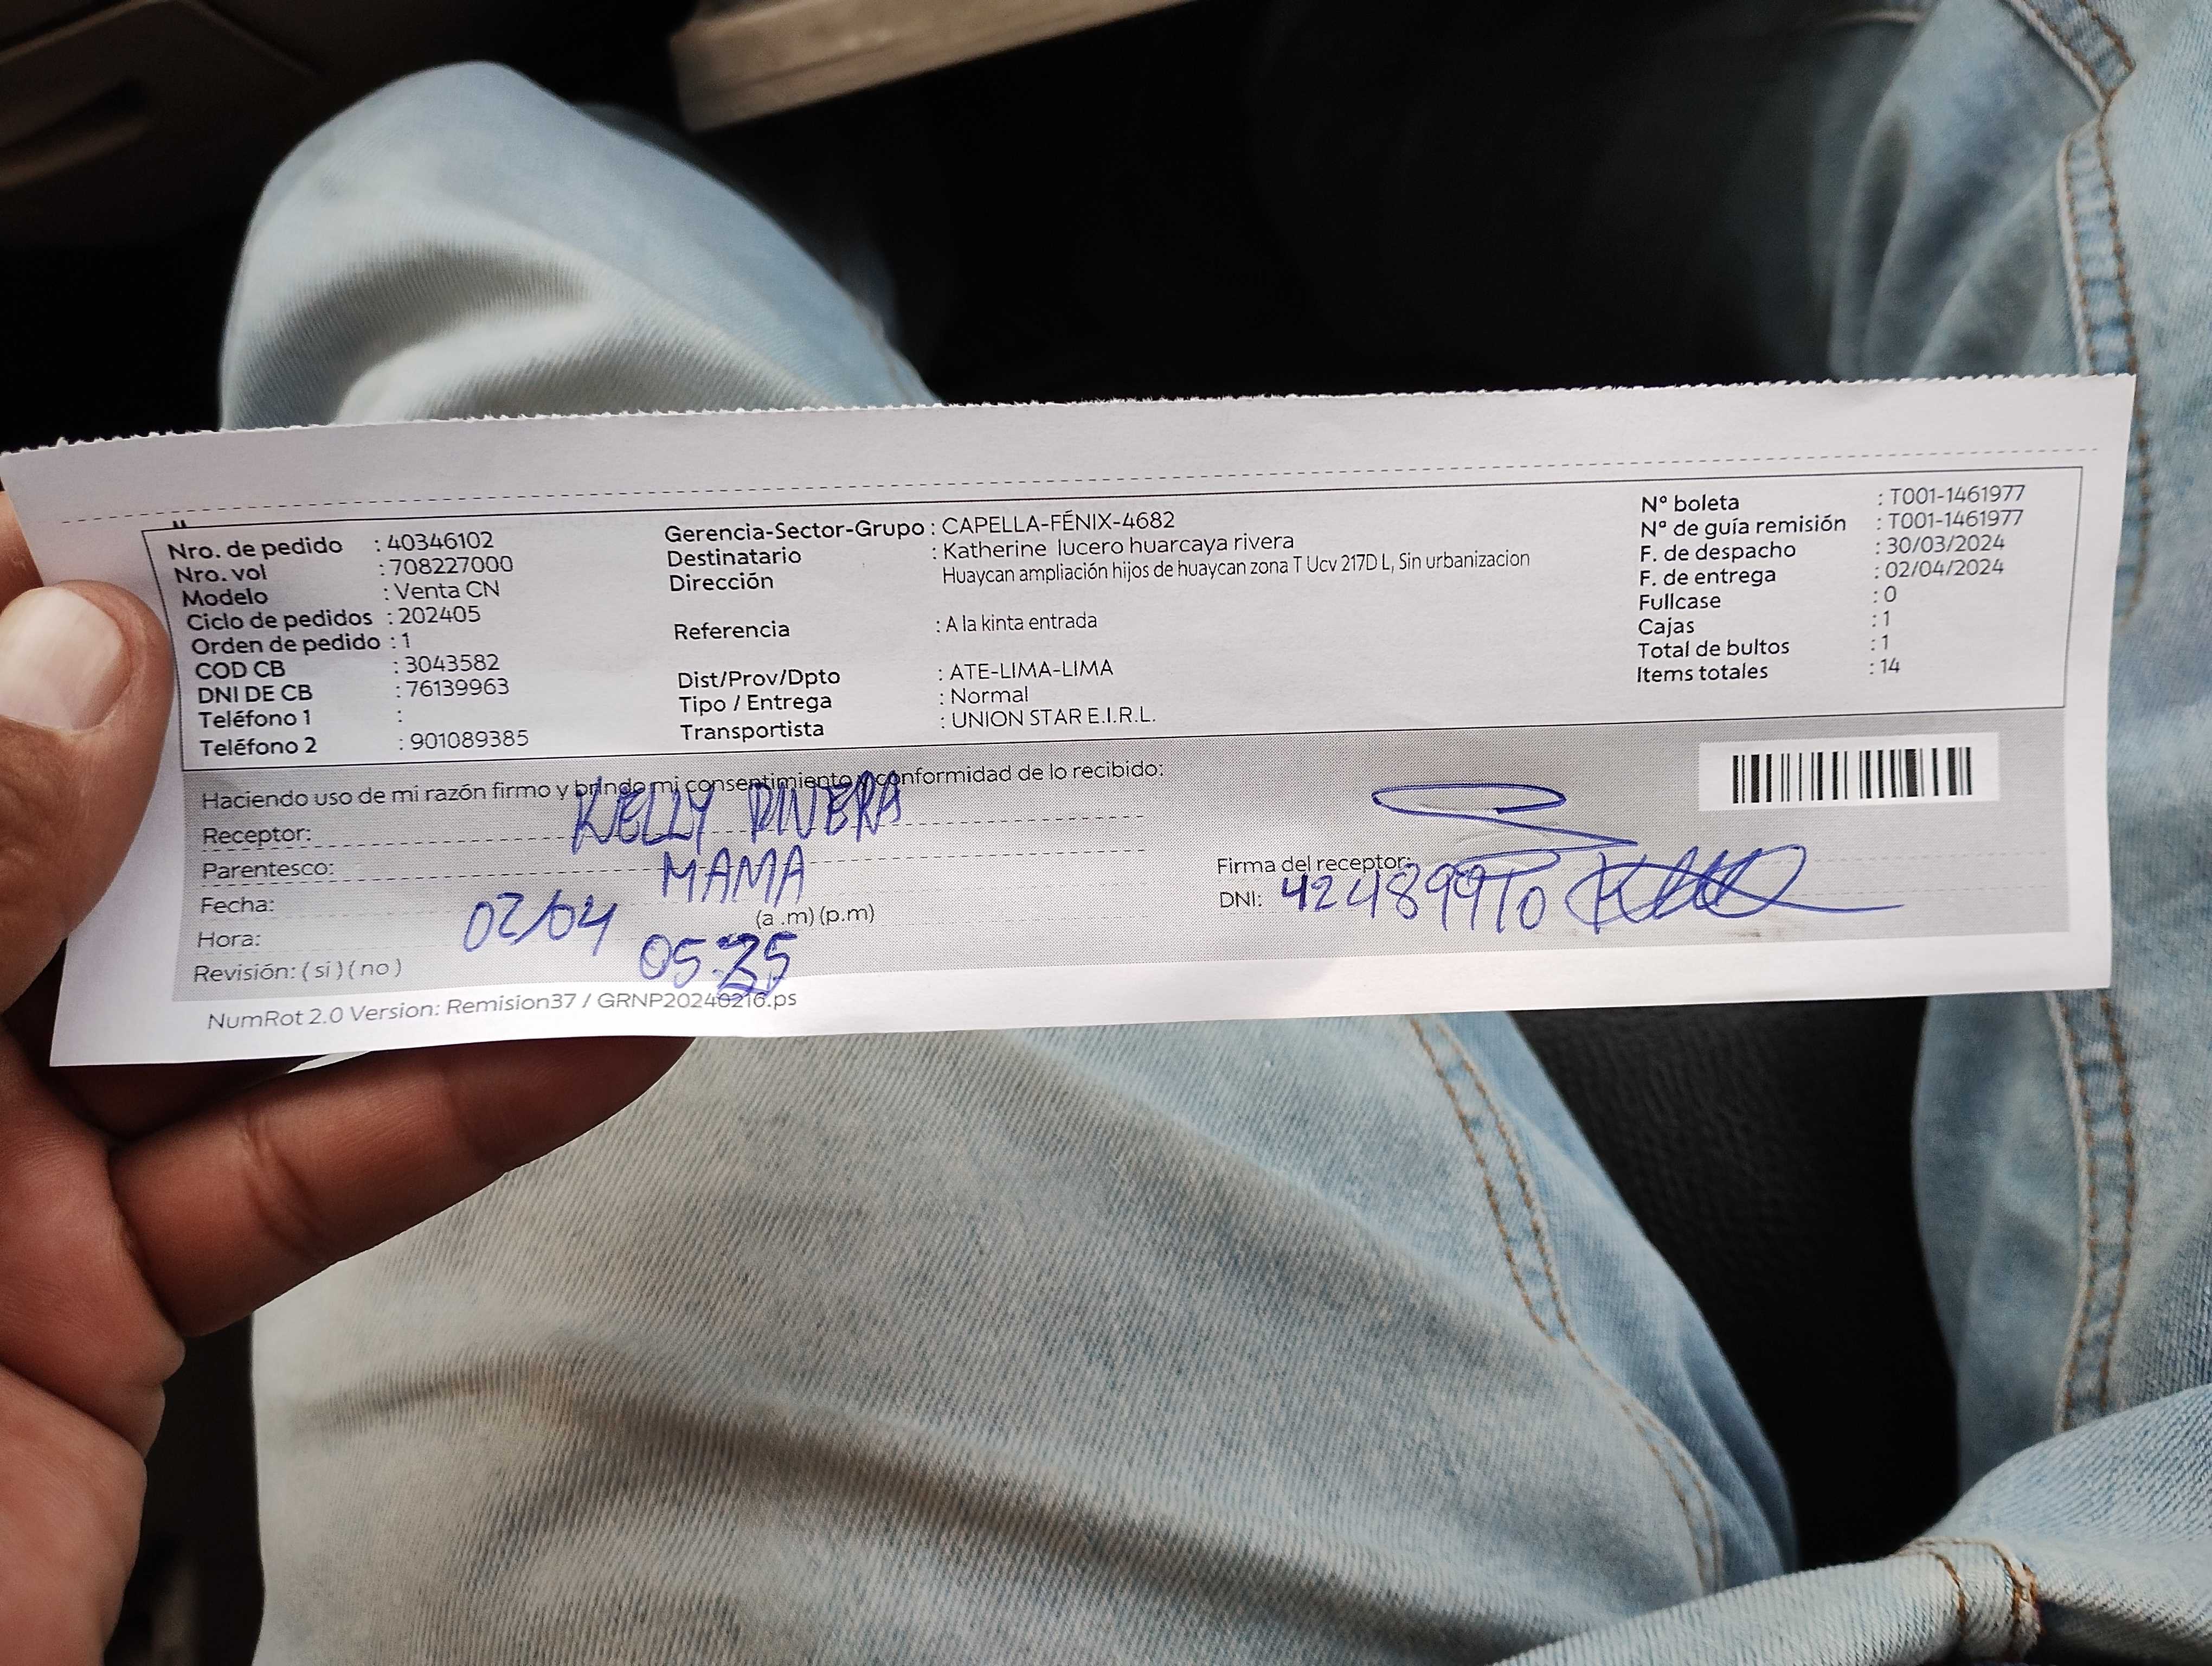 Nro. de pedido : 40346102
Nro. vol : 708227000
Modelo : Venta CN
Ciclo de pedidos : 202405
Orden de pedido : 1
COD CB : 3043582
DNI DE CB : 76139963
Teléfono 1 :
Teléfono 2 : 901089385
Gerencia-Sector-Grupo : CAPELLA-FÉNIX-4682
Destinatario : Katherine lucero huarcaya rivera
Dirección Huaycan ampliación hijos de huaycan zona T Ucv 217D L, Sin urbanizacion
Referencia : A la kinta entrada
Dist/Prov/Dpto : ATE-LIMA-LIMA
Tipo / Entrega : Normal
Transportista : UNION STAR E.I.R.L.
Nº boleta : T001-1461977
Nº de guía remisión : T001-1461977
F. de despacho : 30/03/2024
F. de entrega : 02/04/2024
Fullcase : 0
Cajas : 1
Total de bultos : 1
Items totales : 14
Haciendo uso de mi razón firmo y brindo mi consentimiento y conformidad de lo recibido:
Receptor: KELLY RIVERA
Parentesco: MAMA
Fecha: 02/04
(a .m) (p.m)
Hora: 05:25
Revisión: ( si ) ( no )
Firma del receptor:
DNI:
NumRot 2.0 Version: Remision37 / GRNP20240216.ps